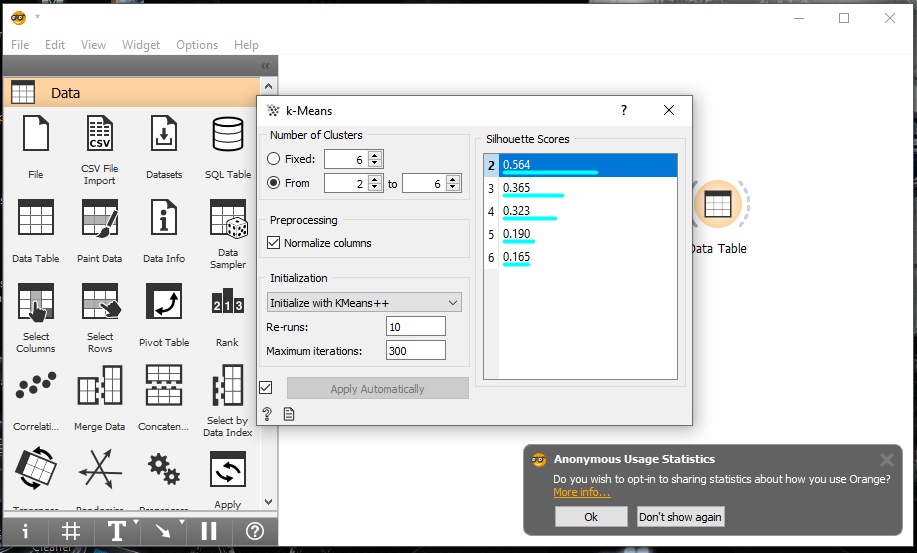 *
File Edit View Widget Options Help
Data
File
CSV File
Import
Datasets
SQL Table
Data Table
Paint Data
Data Info
Data
Sampler
Select
Columns
Select
Rows
Pivot Table
Rank
Correlati...
Merge Data
Concaten...
Select by
Data Index
Apply
k-Means
Number of Clusters
Fixed: 6
From 2 to 6
Preprocessing
Normalize columns
Initialization
Initialize with KMeans++
Re-runs: 10
Maximum iterations: 300
Apply Automatically
Silhouette Scores
2 0.564
3 0.365
4 0.323
5 0.190
6 0.165
Data Table
Anonymous Usage Statistics
Do you wish to opt-in to sharing statistics about how you use Orange?
More info...
Ok Don't show again
Cleaner